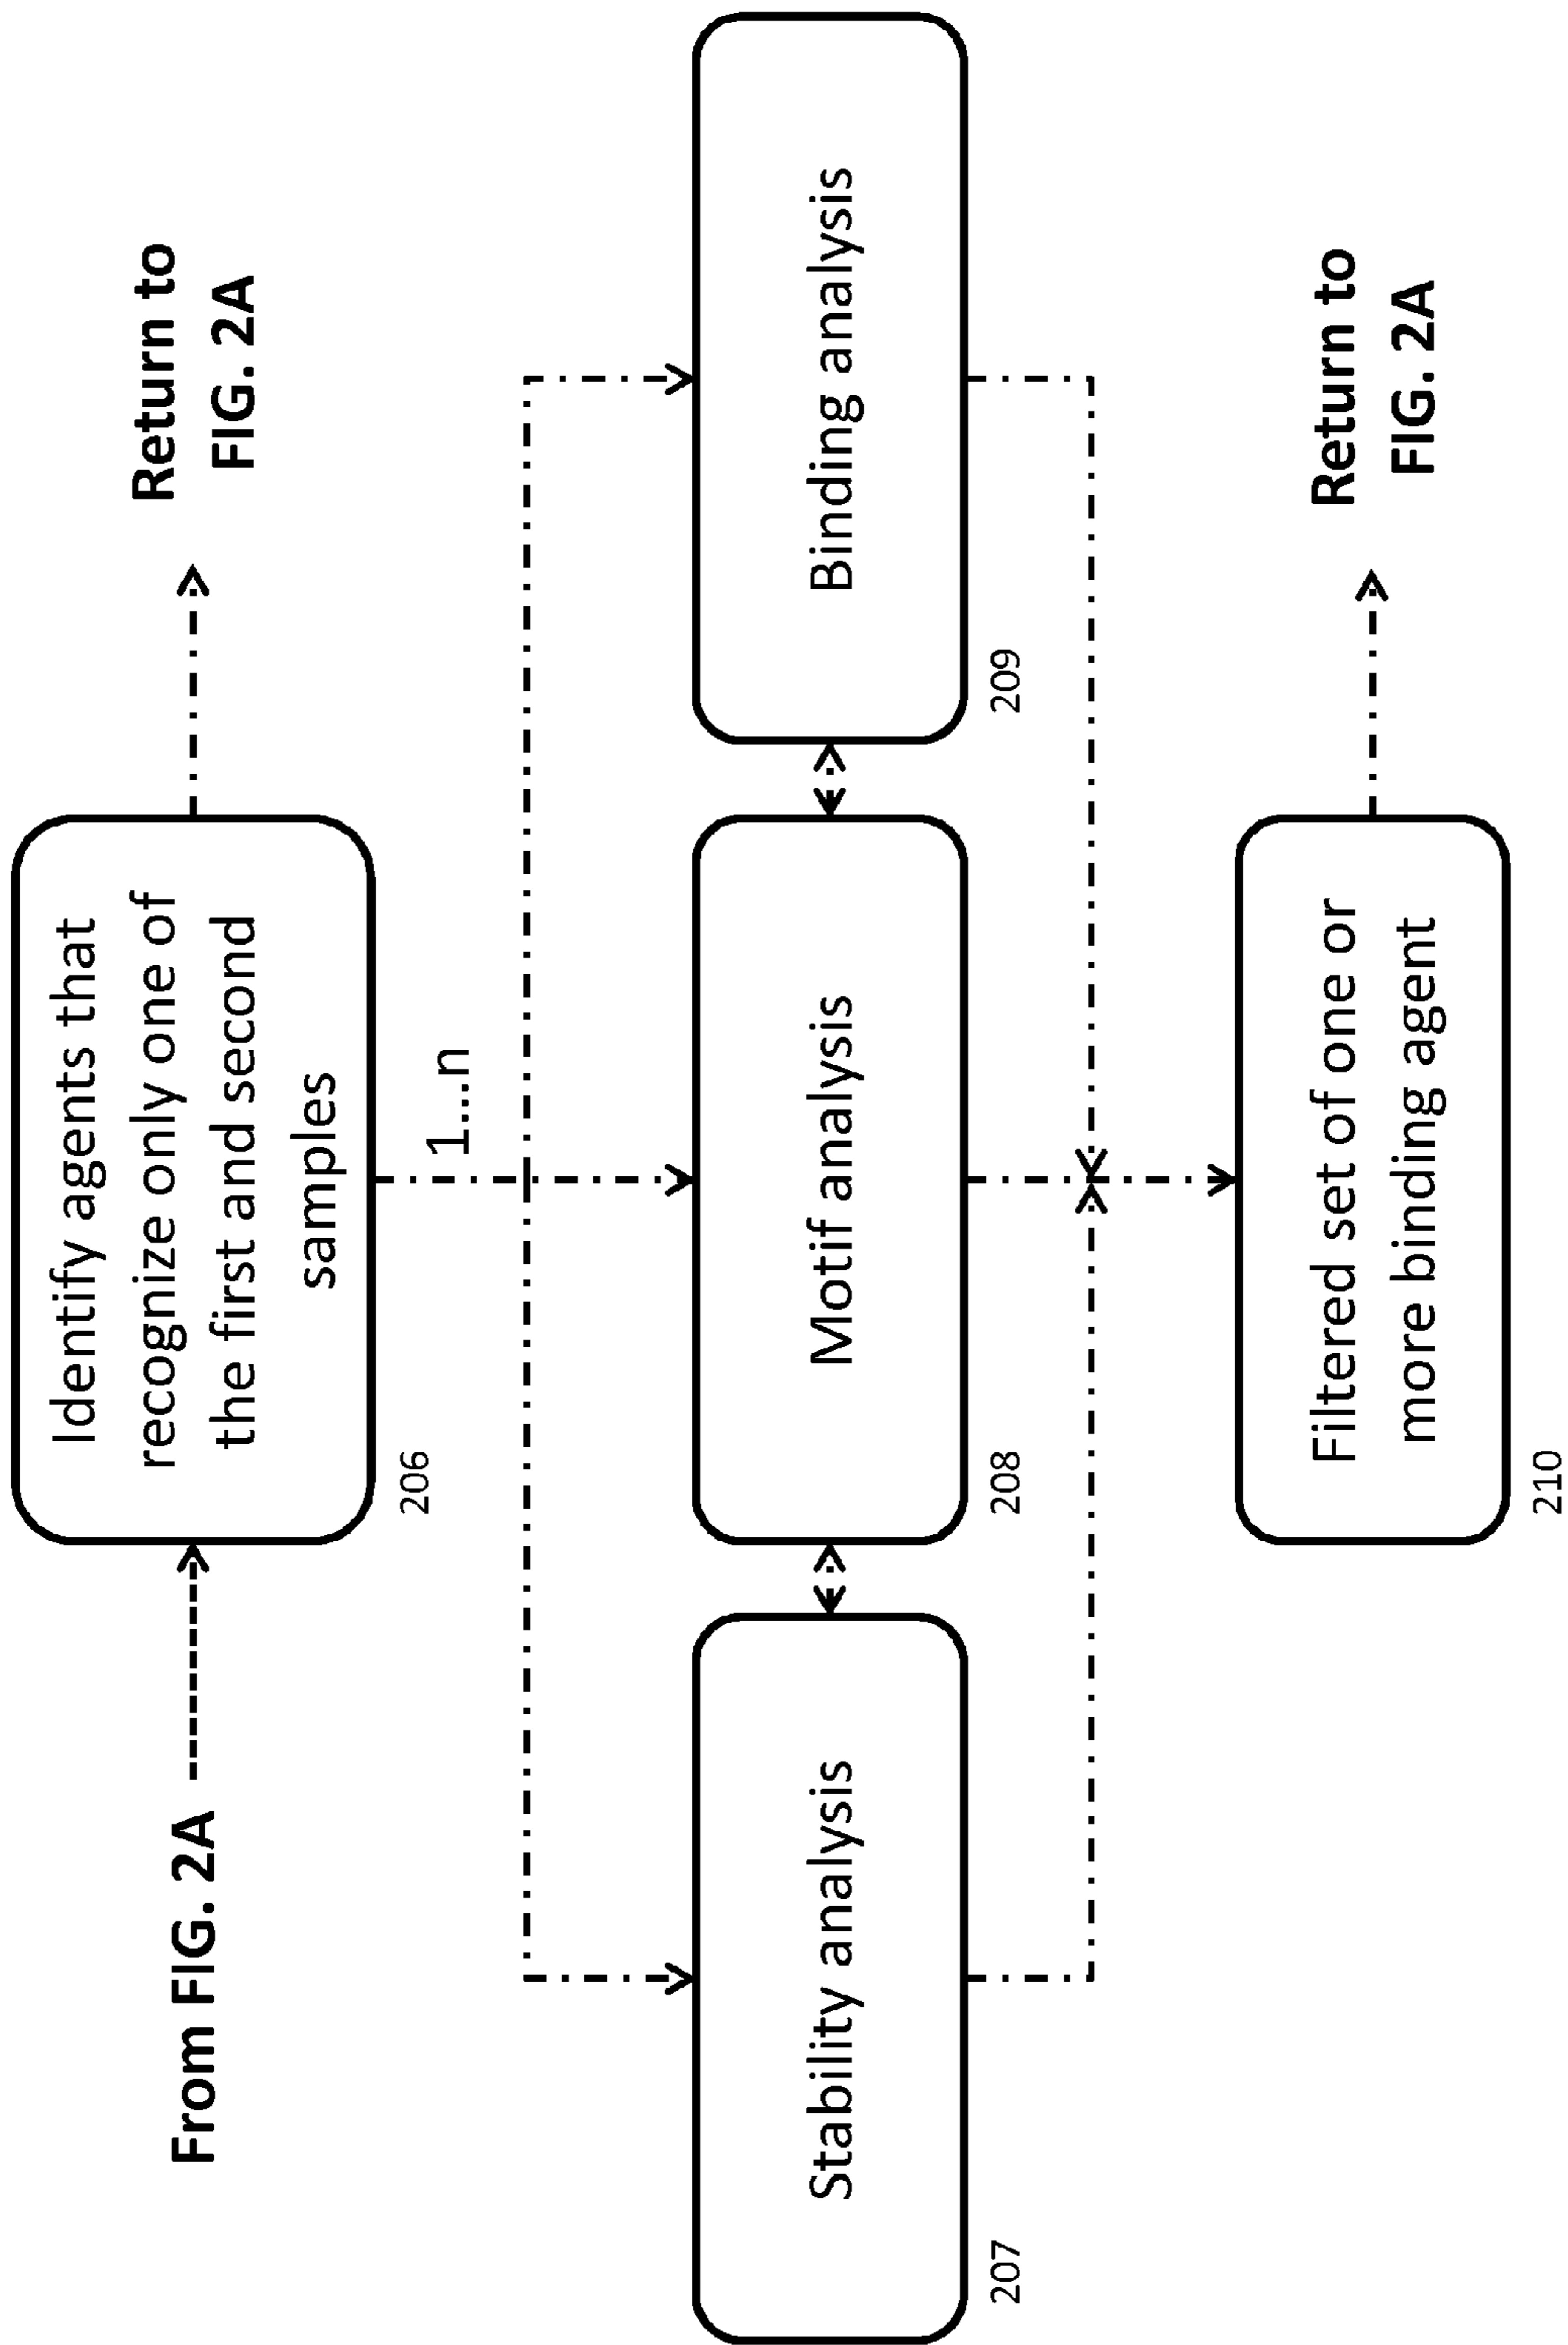 From FIG. 2A
Identify agents that
recognize only one of
the first and second
samples
206
Return to
FIG. 2A
1...n
Stability analysis
207
Motif analysis
208
Binding analysis
209
Filtered set of one or
more binding agent
210
Return to
FIG. 2A